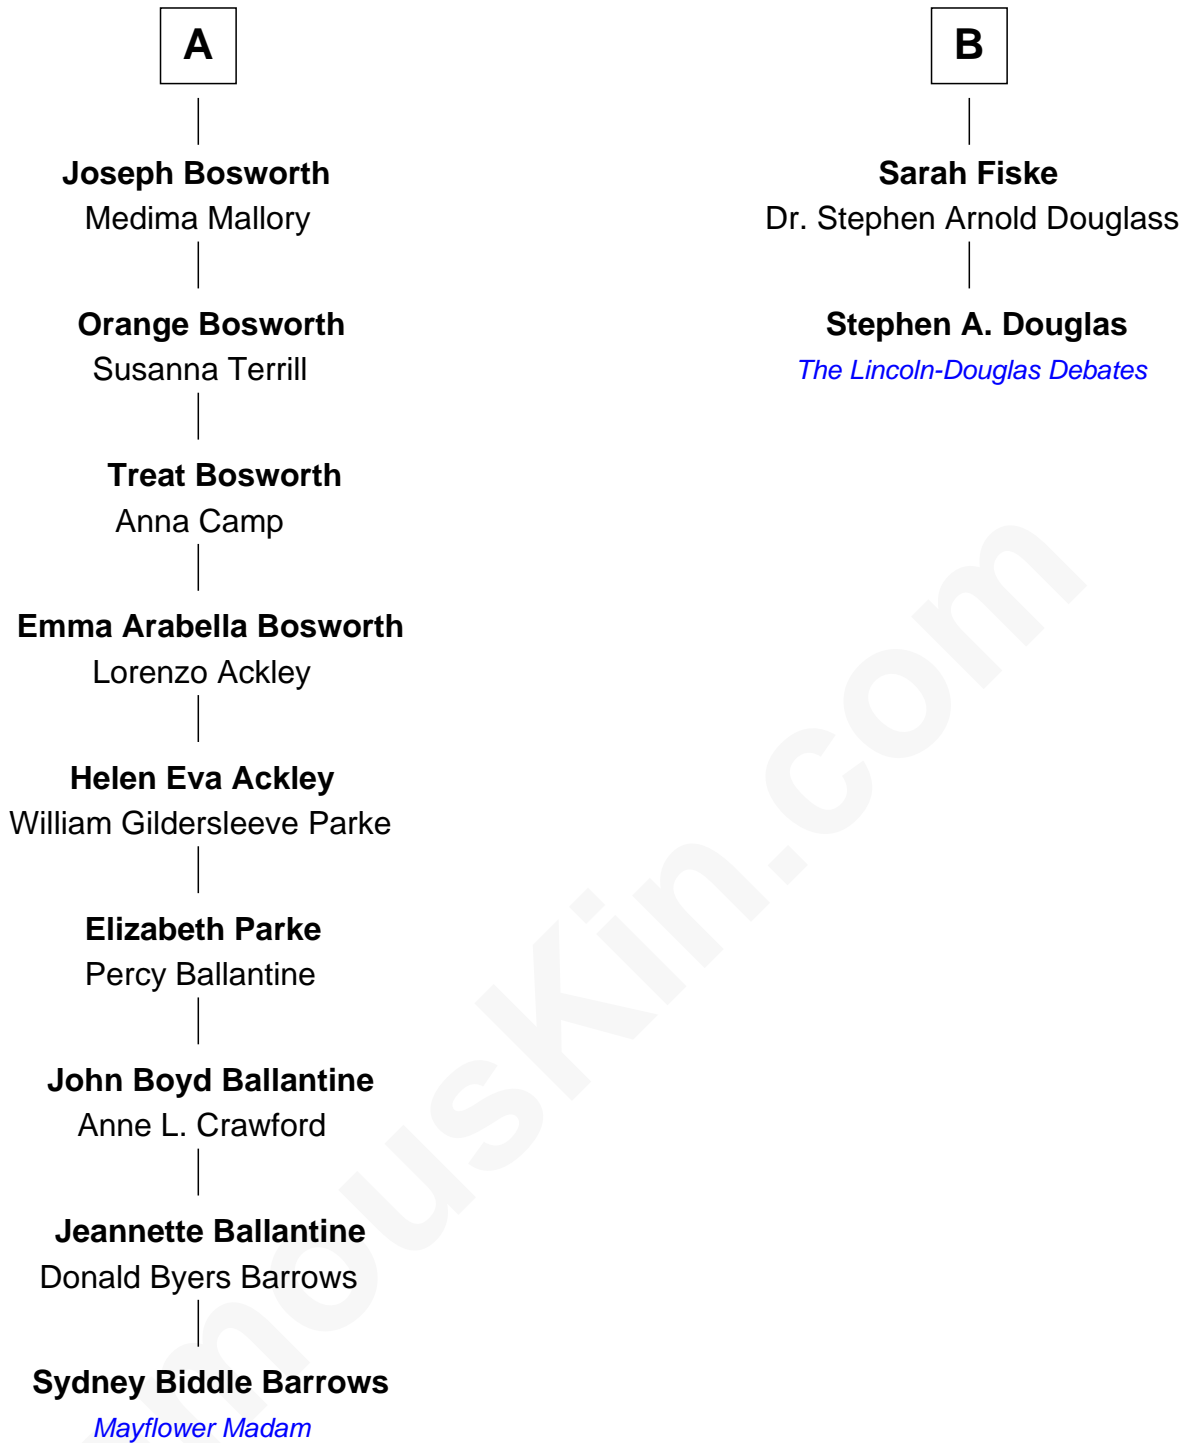 A
Joseph Bosworth
Medima Mallory
Orange Bosworth
Susanna Terrill
Treat Bosworth
Anna Camp
Emma Arabella Bosworth
Lorenzo Ackley
Helen Eva Ackley
William Gildersleeve Parke
Elizabeth Parke
Percy Ballantine
John Boyd Ballantine
Anne L. Crawford
Jeannette Ballantine
Donald Byers Barrows
Sydney Biddle Barrows
Mayflower Madam
B
Sarah Fiske
Dr. Stephen Arnold Douglass
Stephen A. Douglas
The Lincoln-Douglas Debates
mouskin.com